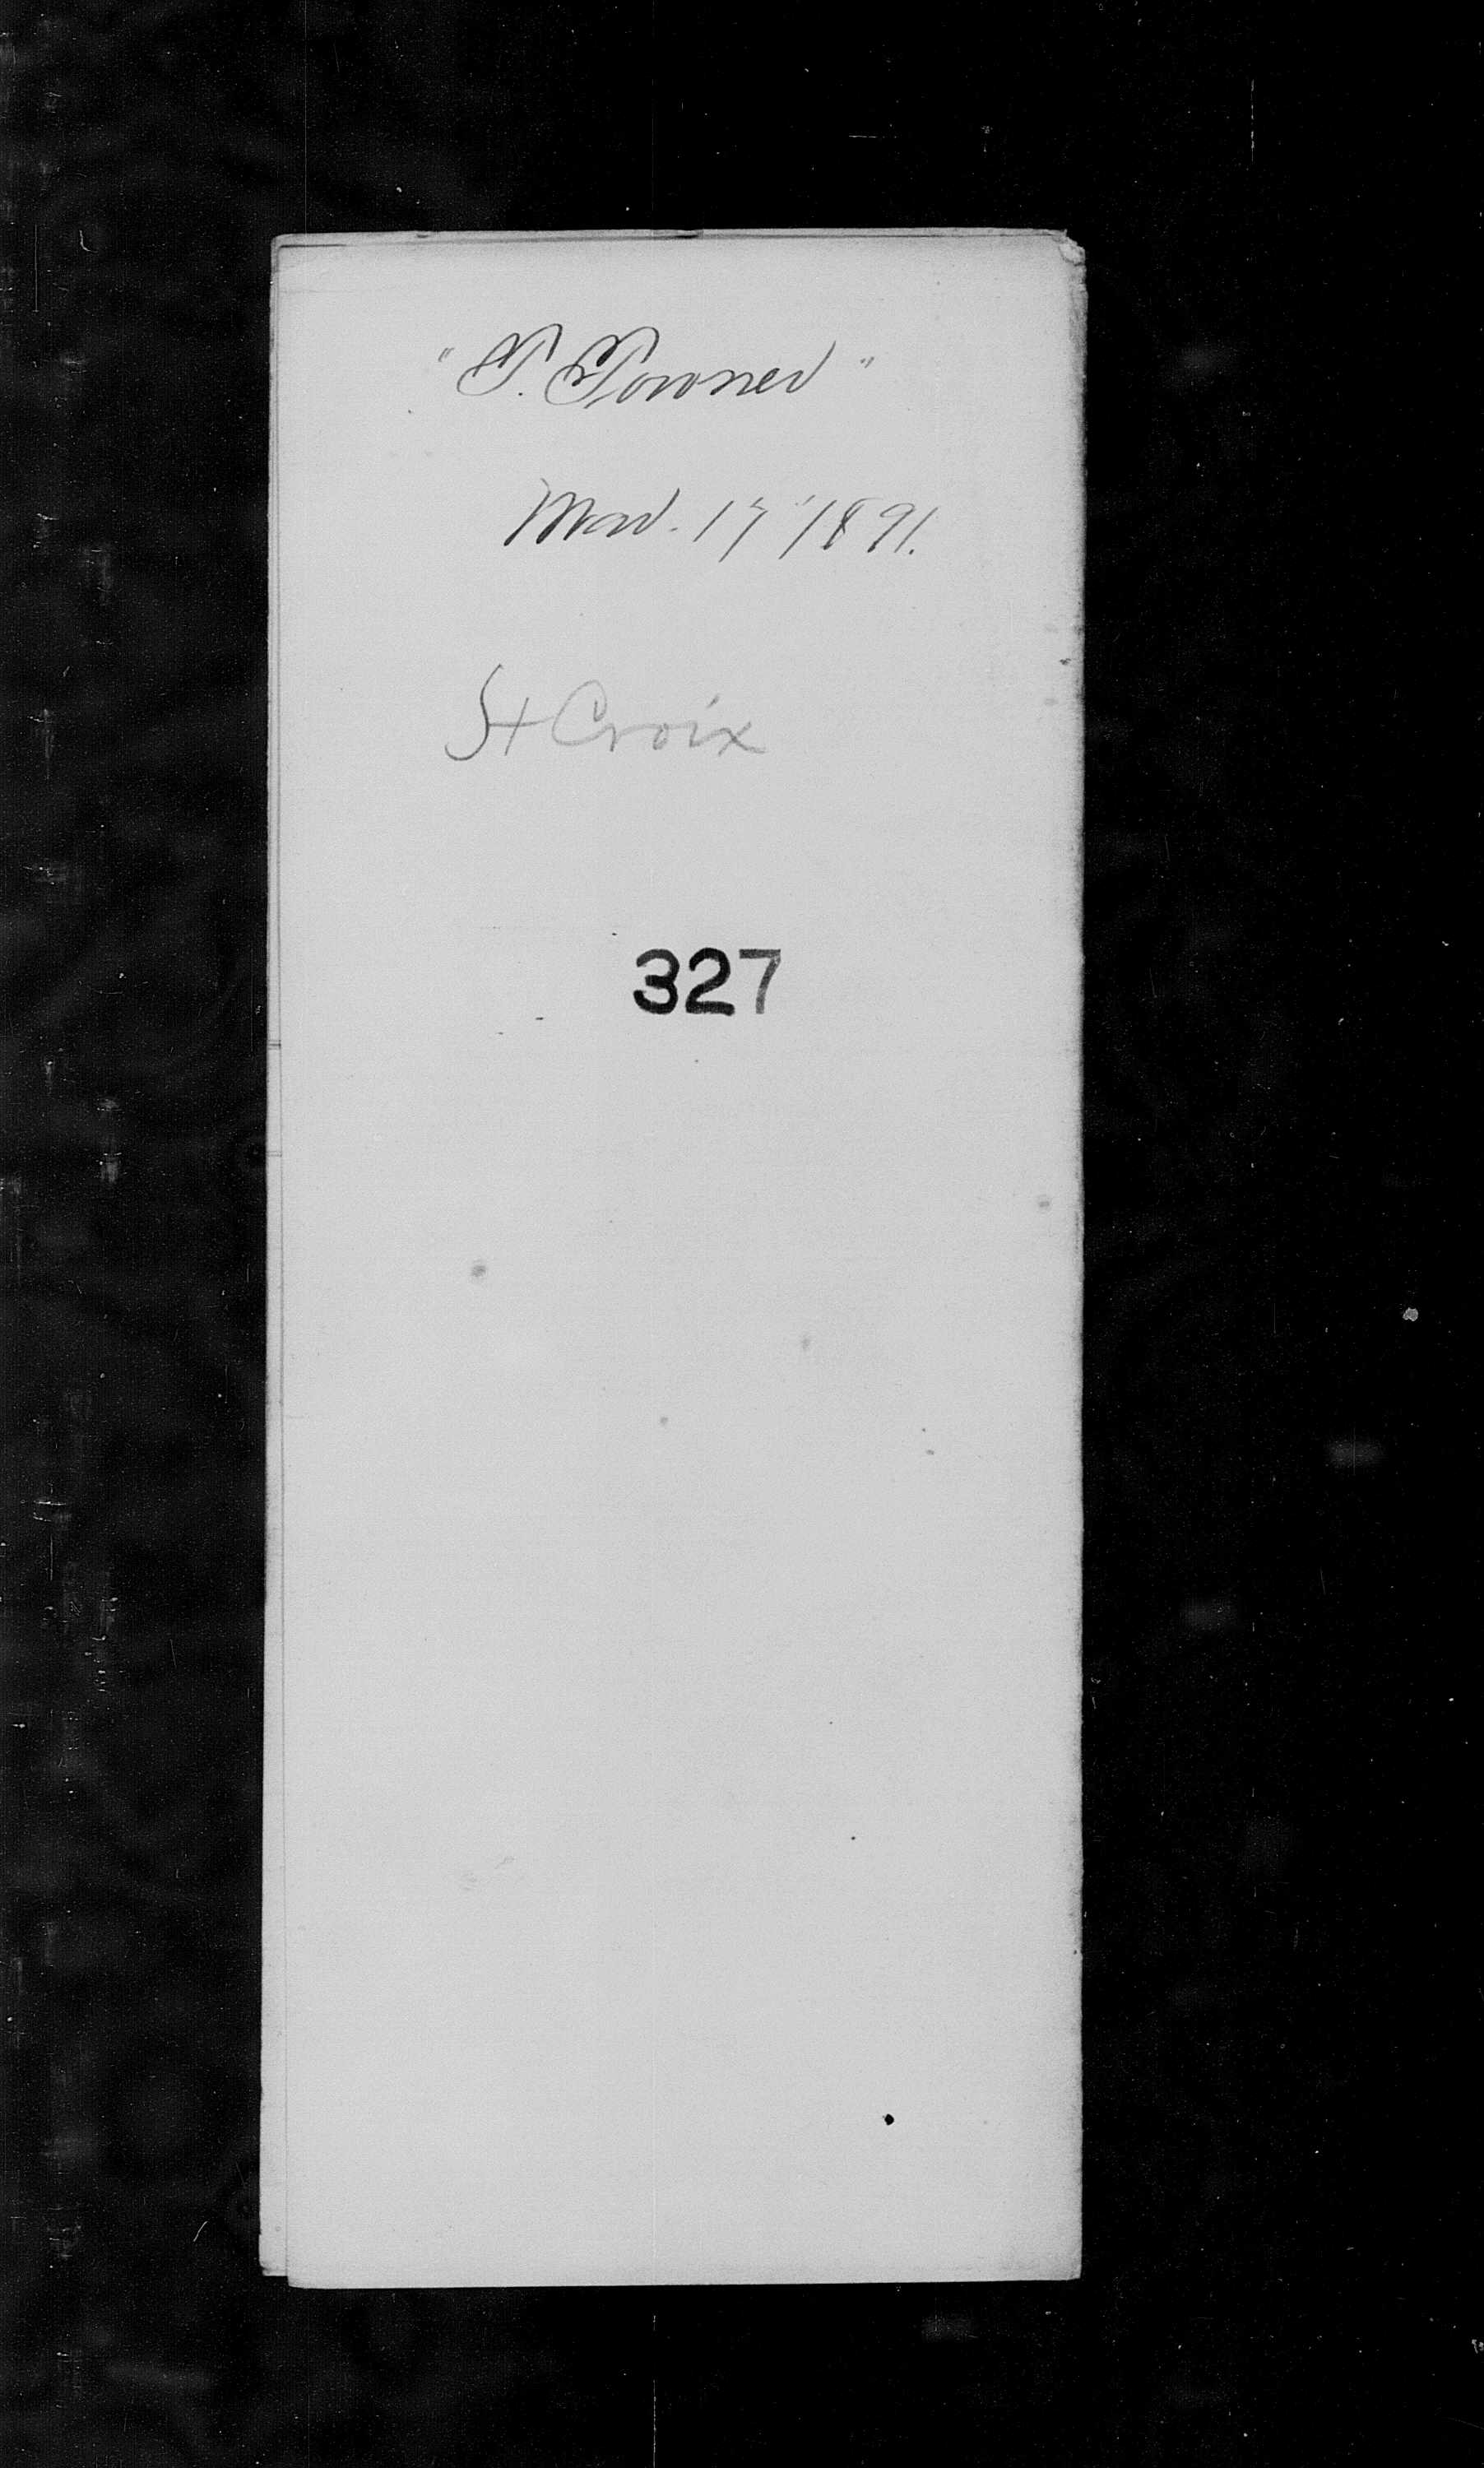 "T. Towner"
Mar. 17" 1891.
St Croix
327